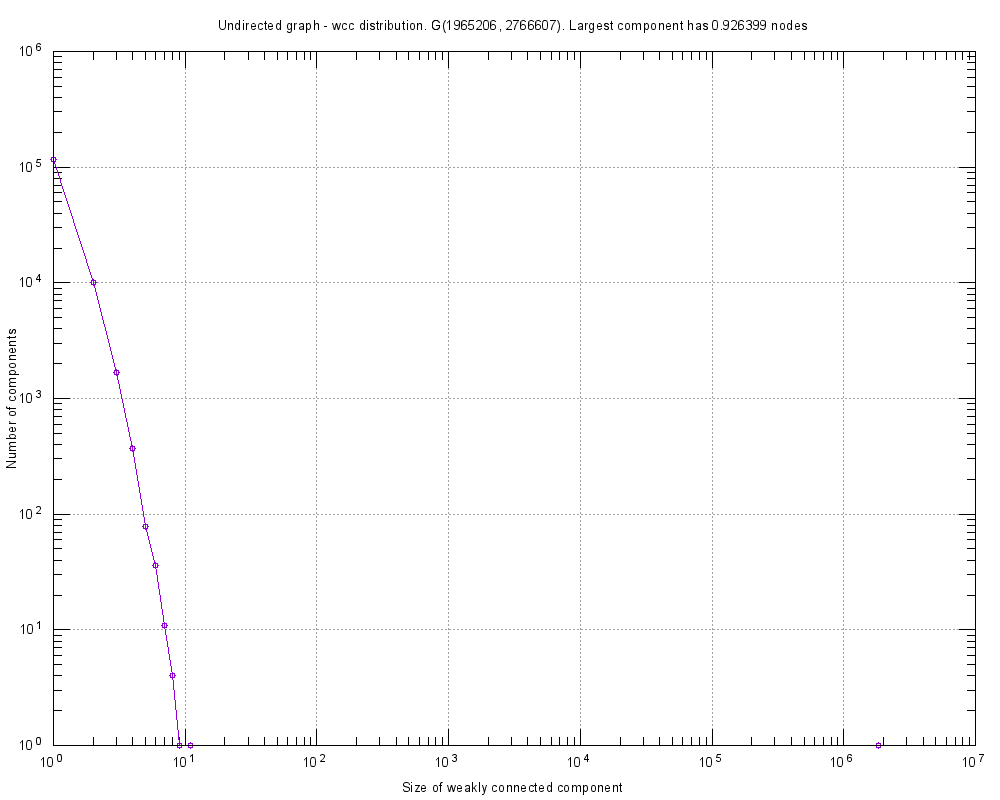 Undirected graph - wcc distribution. G(1965206, 2766607). Largest component has 0.926399 nodes
10^6
10^5
10^4
10^3
10^2
10^1
10^0
Number of components
10^0 10^1 10^2 10^3 10^4 10^5 10^6 10^7
Size of weakly connected component